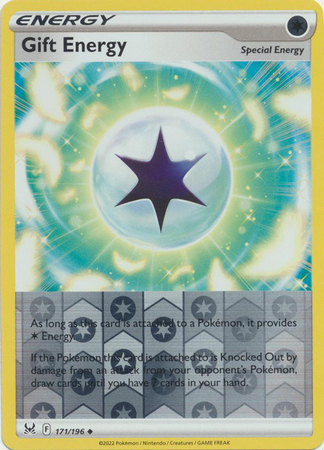 ENERGY
Gift Energy
Special Energy
As long as this card is attached to a Pokémon, it provides
Energy.
If the Pokémon this card is attached to is Knocked Out by
damage from an attack from your opponent's Pokémon,
draw cards until you have 7 cards in your hand.
F 171/196
©2022 Pokémon / Nintendo / Creatures / GAME FREAK